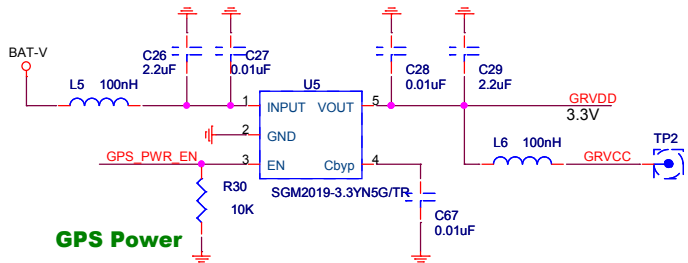 BAT-V
L5 100nH
C26
2.2uF
C27
0.01uF
U5
C28
0.01uF
C29
2.2uF
1 INPUT VOUT 5
GRVDD
3.3V
2 GND
GPS_PWR_EN
3 EN Cbyp 4
L6 100nH
GRVCC
TP2
SGM2019-3.3YN5G/TR
R30
10K
C67
0.01uF
GPS Power